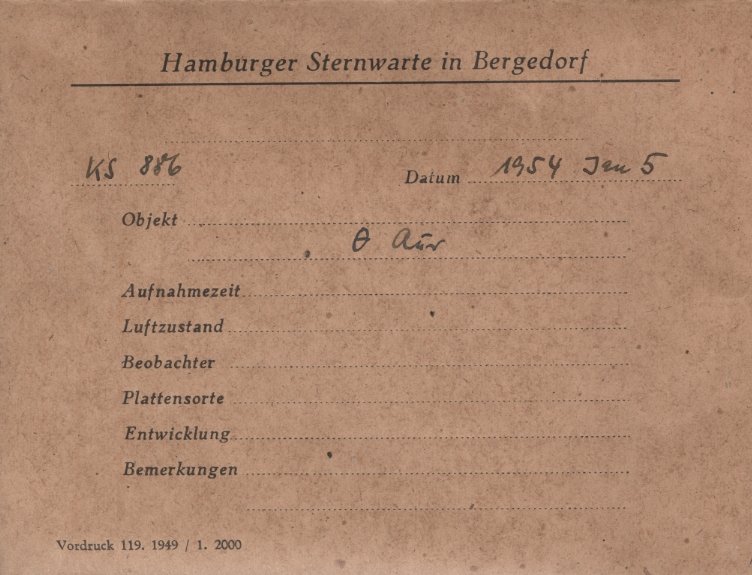 Hamburger Sternwarte in Bergedorf
KS 886 Datum 1954 Jan 5
Objekt
θ Aur
Aufnahmezeit
Luftzustand
Beobachter
Plattensorte
Entwicklung
Bemerkungen
Vordruck 119. 1949 / 1. 2000